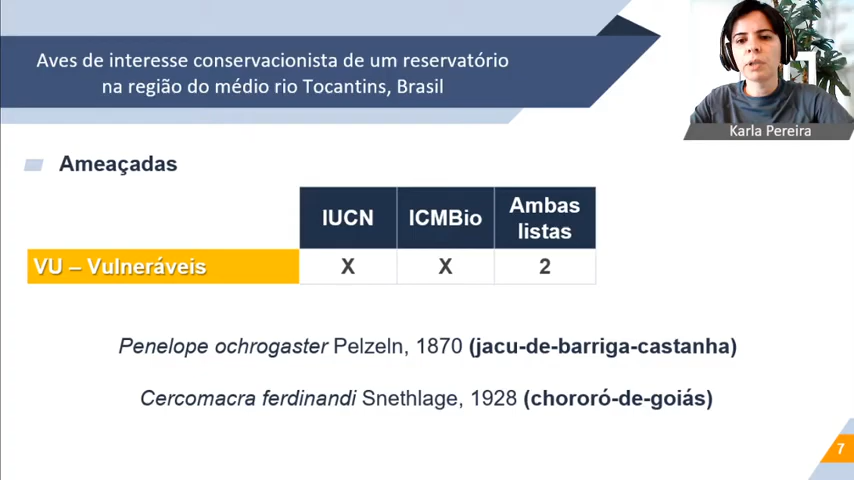 Aves de interesse conservacionista de um reservatório
na região do médio rio Tocantins, Brasil
Karla Pereira
Ameaçadas
IUCN ICMBio Ambas listas
VU – Vulneráveis X X 2
Penelope ochrogaster Pelzeln, 1870 (jacu-de-barriga-castanha)
Cercomacra ferdinandi Snethlage, 1928 (chororó-de-goiás)
7